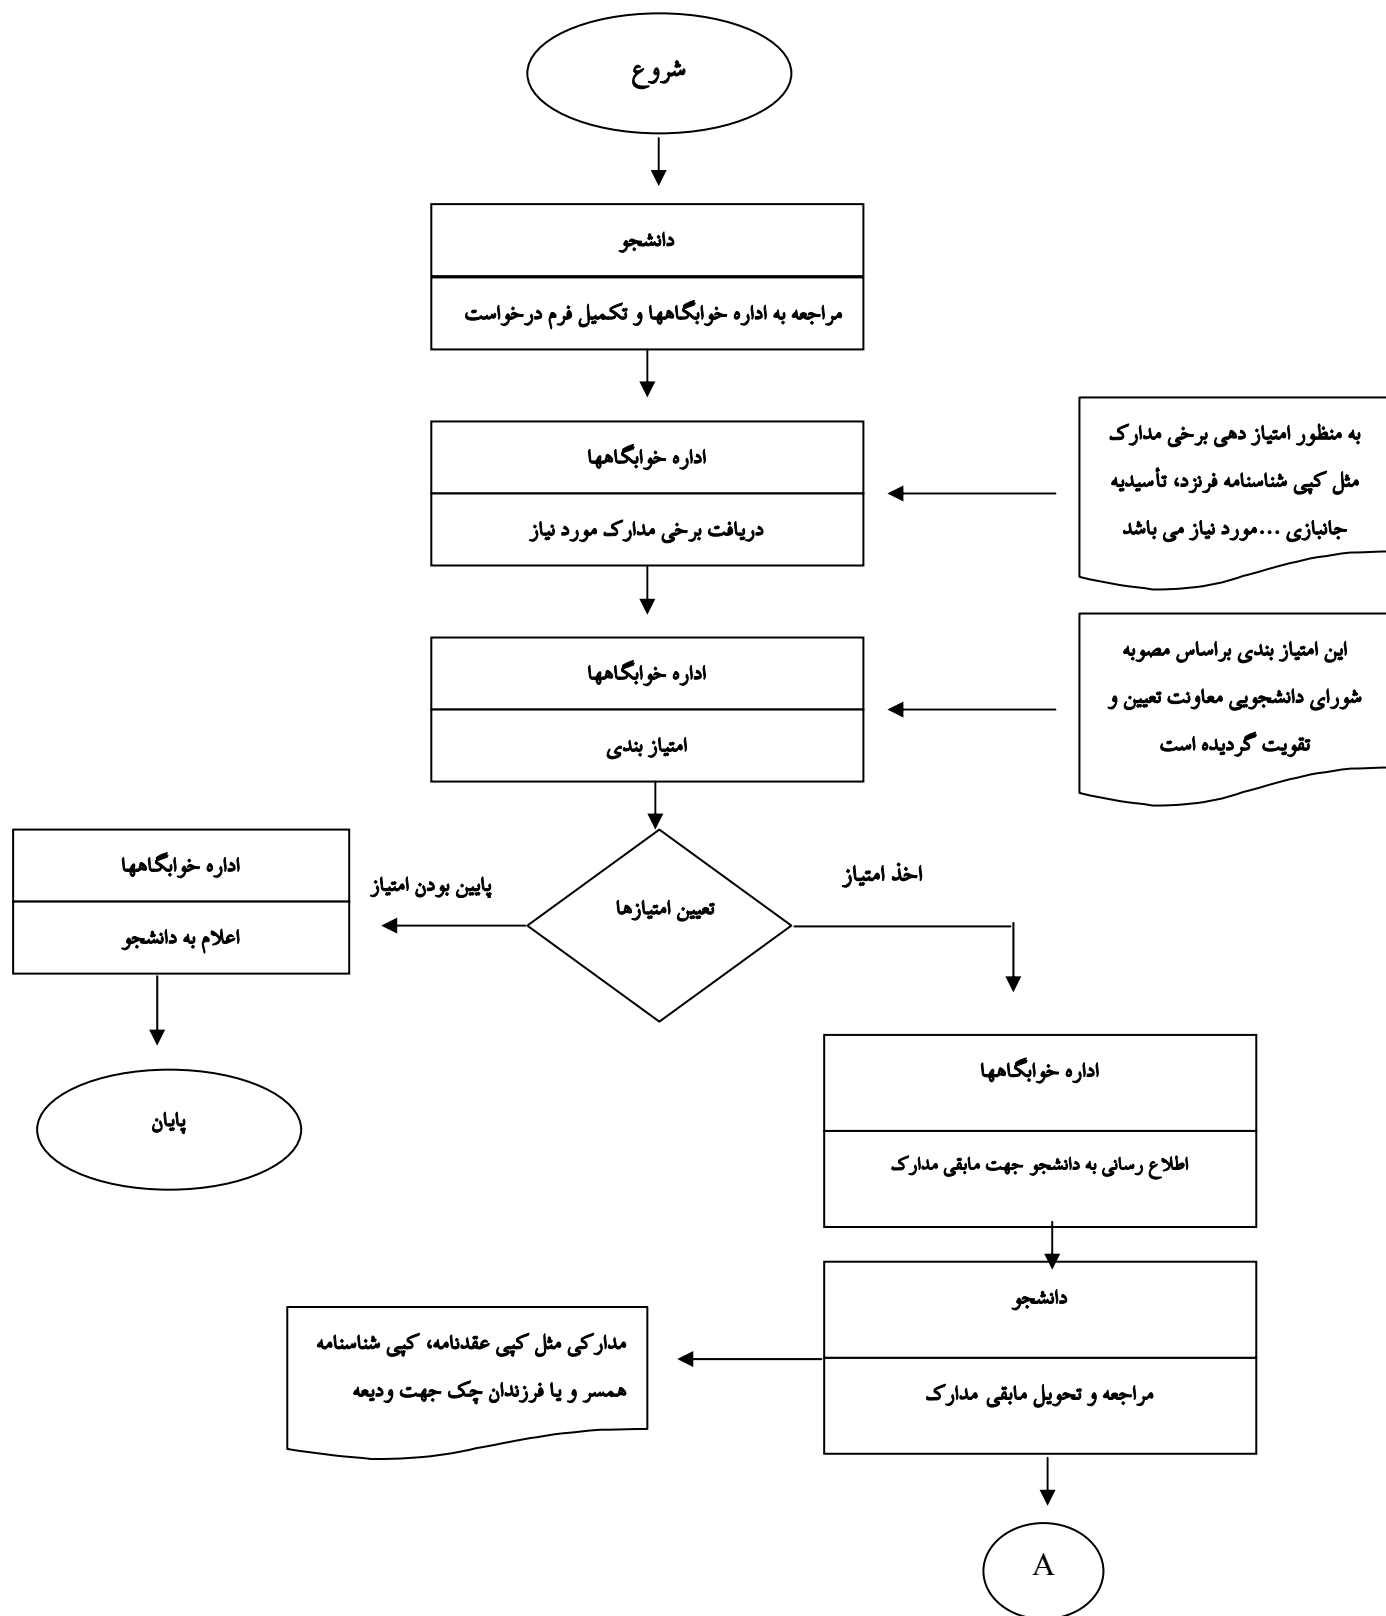 شروع
دانشجو
مراجعه به اداره خوابگاهها و تکمیل فرم درخواست
اداره خوابگاهها
دریافت برخی مدارک مورد نیاز
به منظور امتیاز دهی برخی مدارک
مثل کپی شناسنامه فرنزد، تأسیدیه
جانبازی ...مورد نیاز می باشد
اداره خوابگاهها
امتیاز بندی
این امتیاز بندی براساس مصوبه
شورای دانشجویی معاونت تعیین و
تقویت گردیده است
تعیین امتیازها
اخذ امتیاز
پایین بودن امتیاز
اداره خوابگاهها
اعلام به دانشجو
پایان
اداره خوابگاهها
اطلاع رسانی به دانشجو جهت مابقی مدارک
دانشجو
مراجعه و تحویل مابقی مدارک
مدارکی مثل کپی عقدنامه، کپی شناسنامه
همسر و یا فرزندان چک جهت ودیعه
A